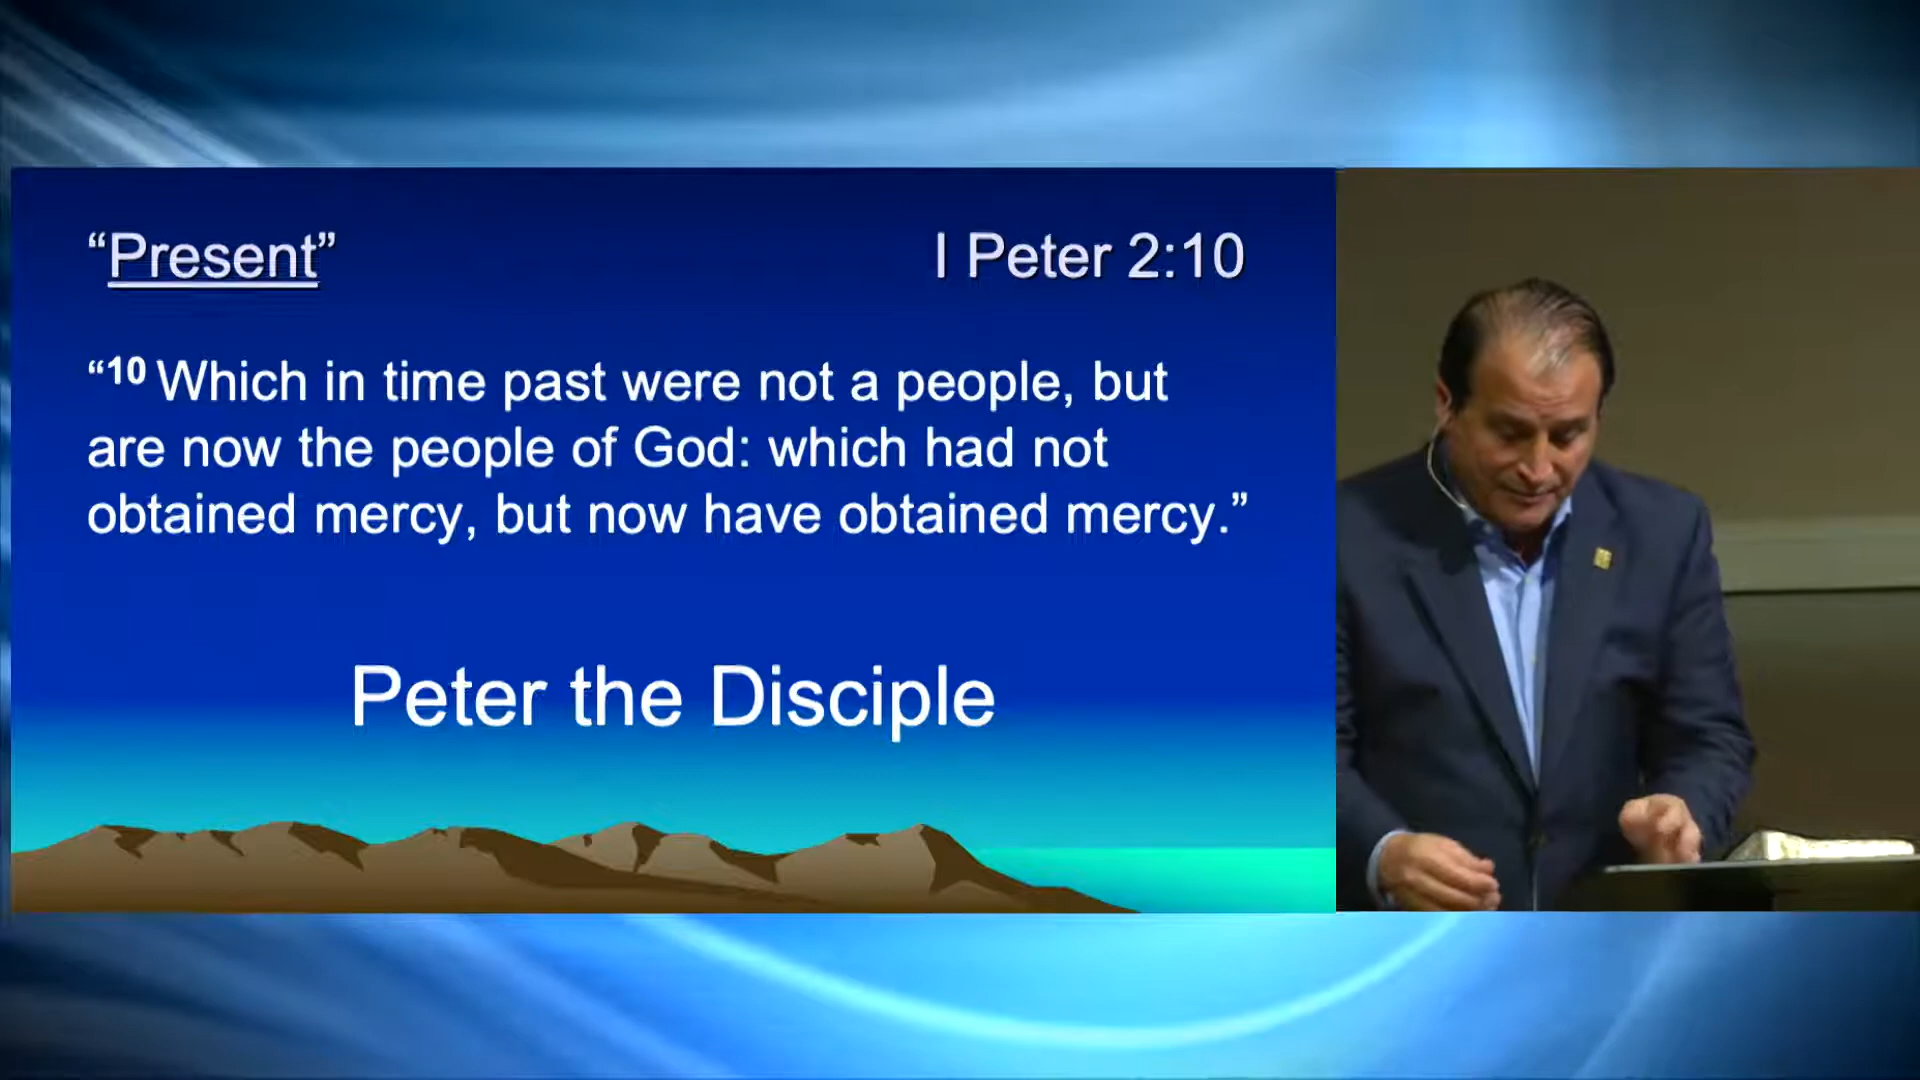 “Present”
I Peter 2:10
“10 Which in time past were not a people, but
are now the people of God: which had not
obtained mercy, but now have obtained mercy.”
Peter the Disciple